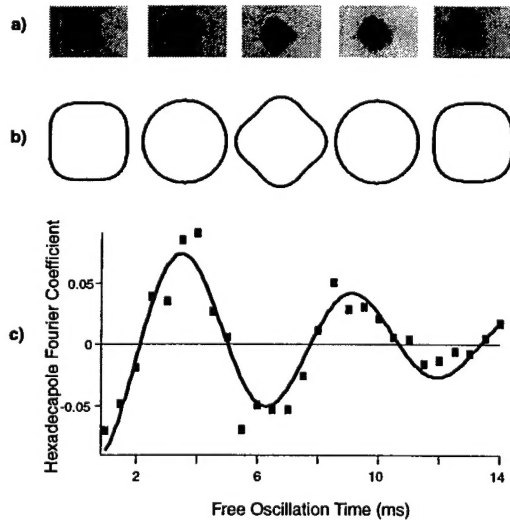 a)
b)
c)
Hexadecapole Fourier Coefficient
0.05
0
-0.05
2
6
10
14
Free Oscillation Time (ms)